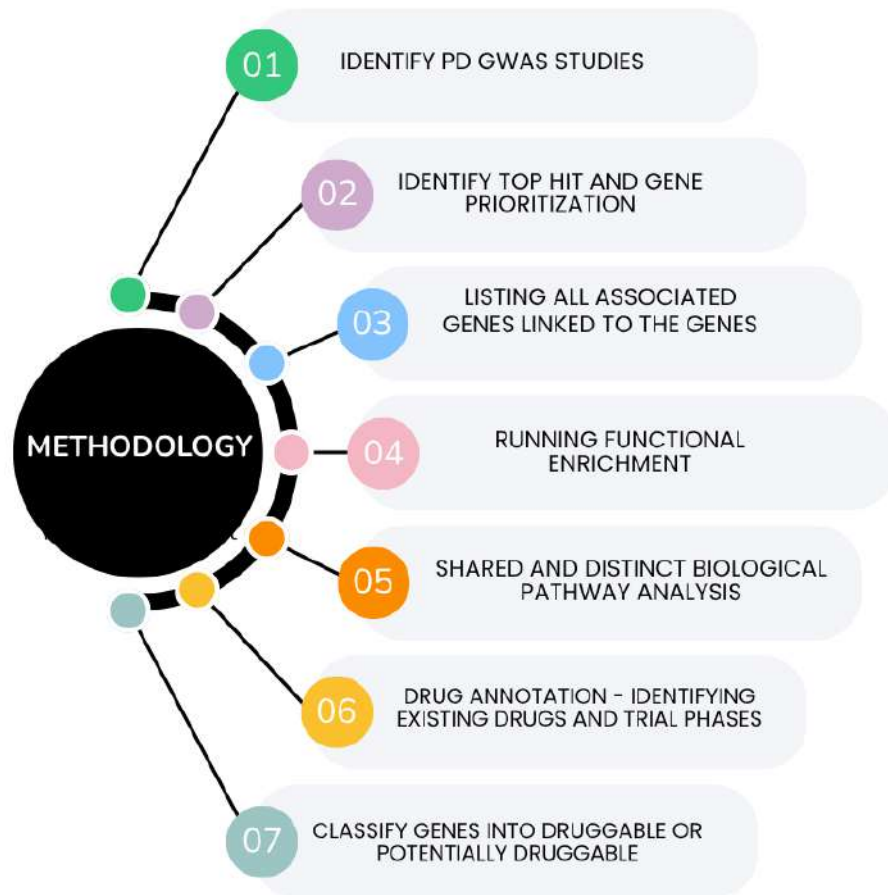 01
IDENTIFY PD GWAS STUDIES
02
IDENTIFY TOP HIT AND GENE
PRIORITIZATION
03
LISTING ALL ASSOCIATED
GENES LINKED TO THE GENES
METHODOLOGY
04
RUNNING FUNCTIONAL
ENRICHMENT
05
SHARED AND DISTINCT BIOLOGICAL
PATHWAY ANALYSIS
06
DRUG ANNOTATION - IDENTIFYING
EXISTING DRUGS AND TRIAL PHASES
07
CLASSIFY GENES INTO DRUGGABLE OR
POTENTIALLY DRUGGABLE